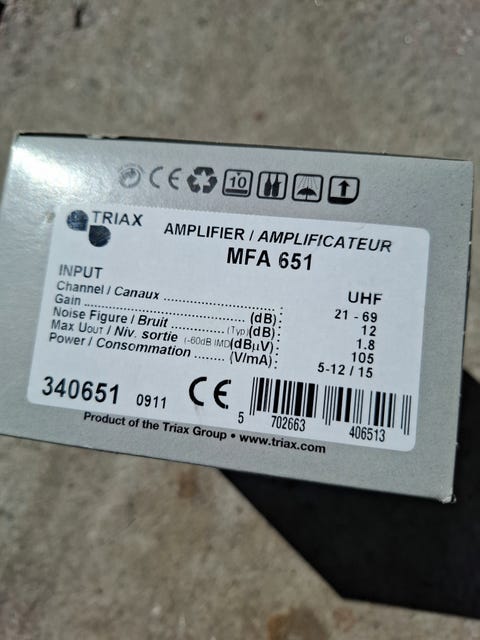 10
TRIAX
AMPLIFIER / AMPLIFICATEUR
MFA 651
INPUT UHF
Channel / Canaux 21 - 69
Gain (dB): 12
Noise Figure / Bruit (Typ) (dB): 1.8
Max UOUT / Niv. sortie (-60dB IMD) (dBµV): 105
Power / Consommation (V/mA): 5-12 / 15
340651 0911 CE 5 702663 406513
Product of the Triax Group • www.triax.com